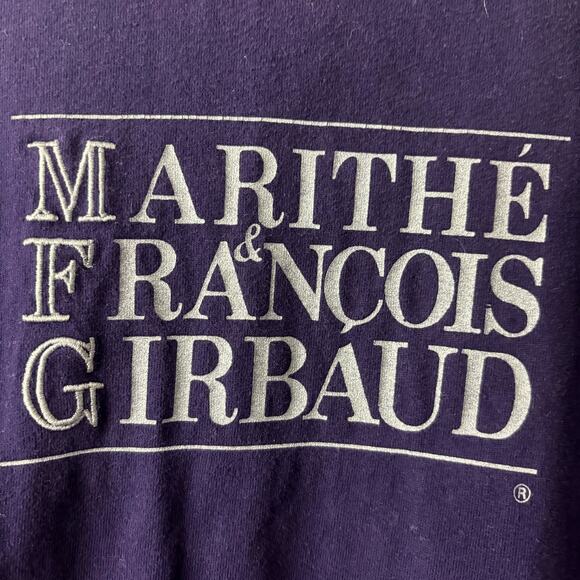 MARITHÉ
&
FRANÇOIS
GIRBAUD
®